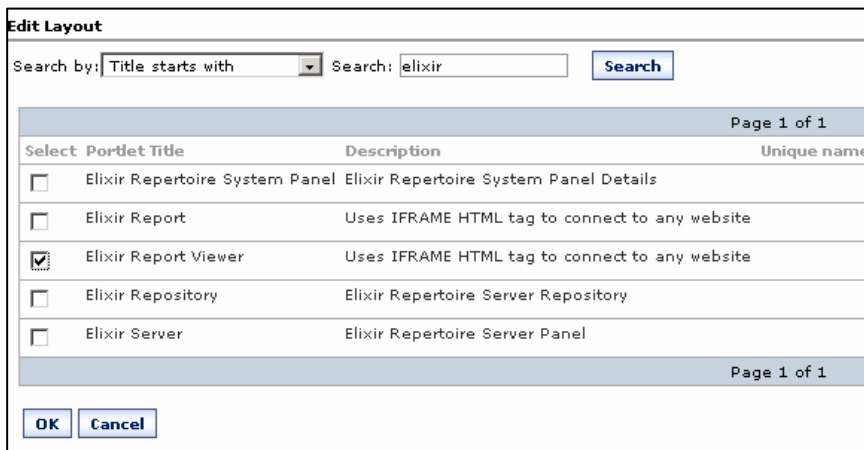 Edit Layout
Search by: Title starts with Search: elixir Search
Page 1 of 1
Select Portlet Title Description Unique name
Elixir Repertoire System Panel Elixir Repertoire System Panel Details
Elixir Report Uses IFRAME HTML tag to connect to any website
Elixir Report Viewer Uses IFRAME HTML tag to connect to any website
Elixir Repository Elixir Repertoire Server Repository
Elixir Server Elixir Repertoire Server Panel
Page 1 of 1
OK Cancel